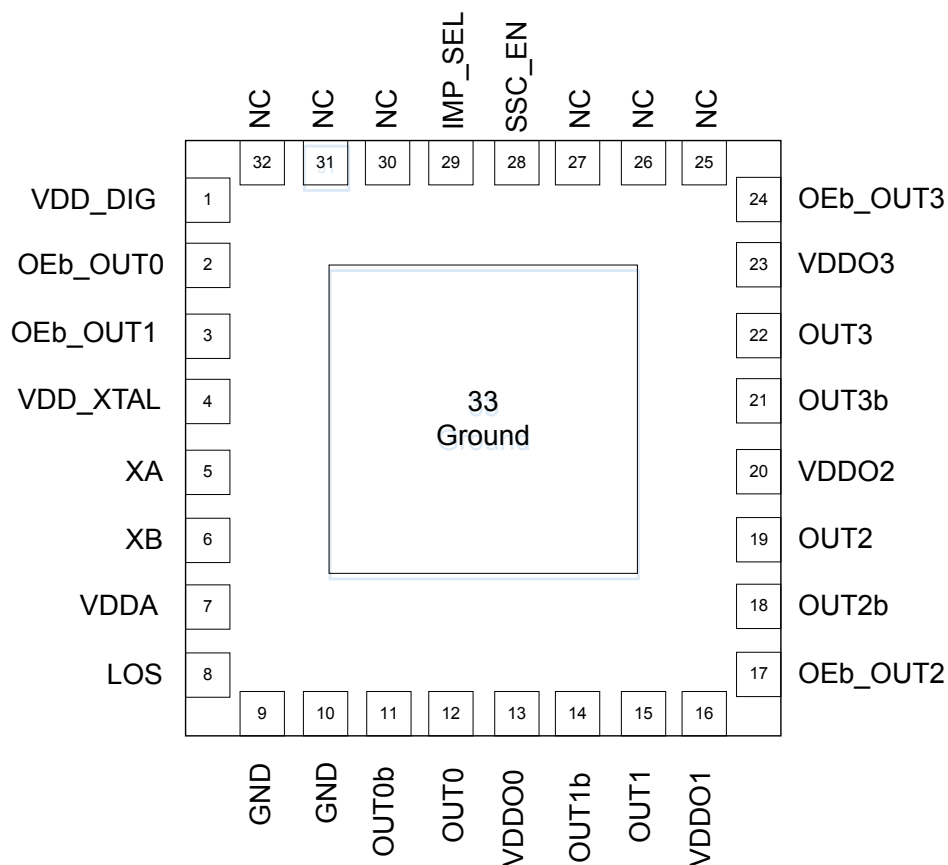 NC
NC
NC
IMP_SEL
SSC_EN
NC
NC
NC
32
31
30
29
28
27
26
25
VDD_DIG
1
24
OEb_OUT3
OEb_OUT0
2
23
VDDO3
OEb_OUT1
3
22
OUT3
VDD_XTAL
4
21
OUT3b
33
Ground
XA
5
20
VDDO2
XB
6
19
OUT2
VDDA
7
18
OUT2b
LOS
8
17
OEb_OUT2
9
10
11
12
13
14
15
16
GND
GND
OUT0b
OUT0
VDDO0
OUT1b
OUT1
VDDO1